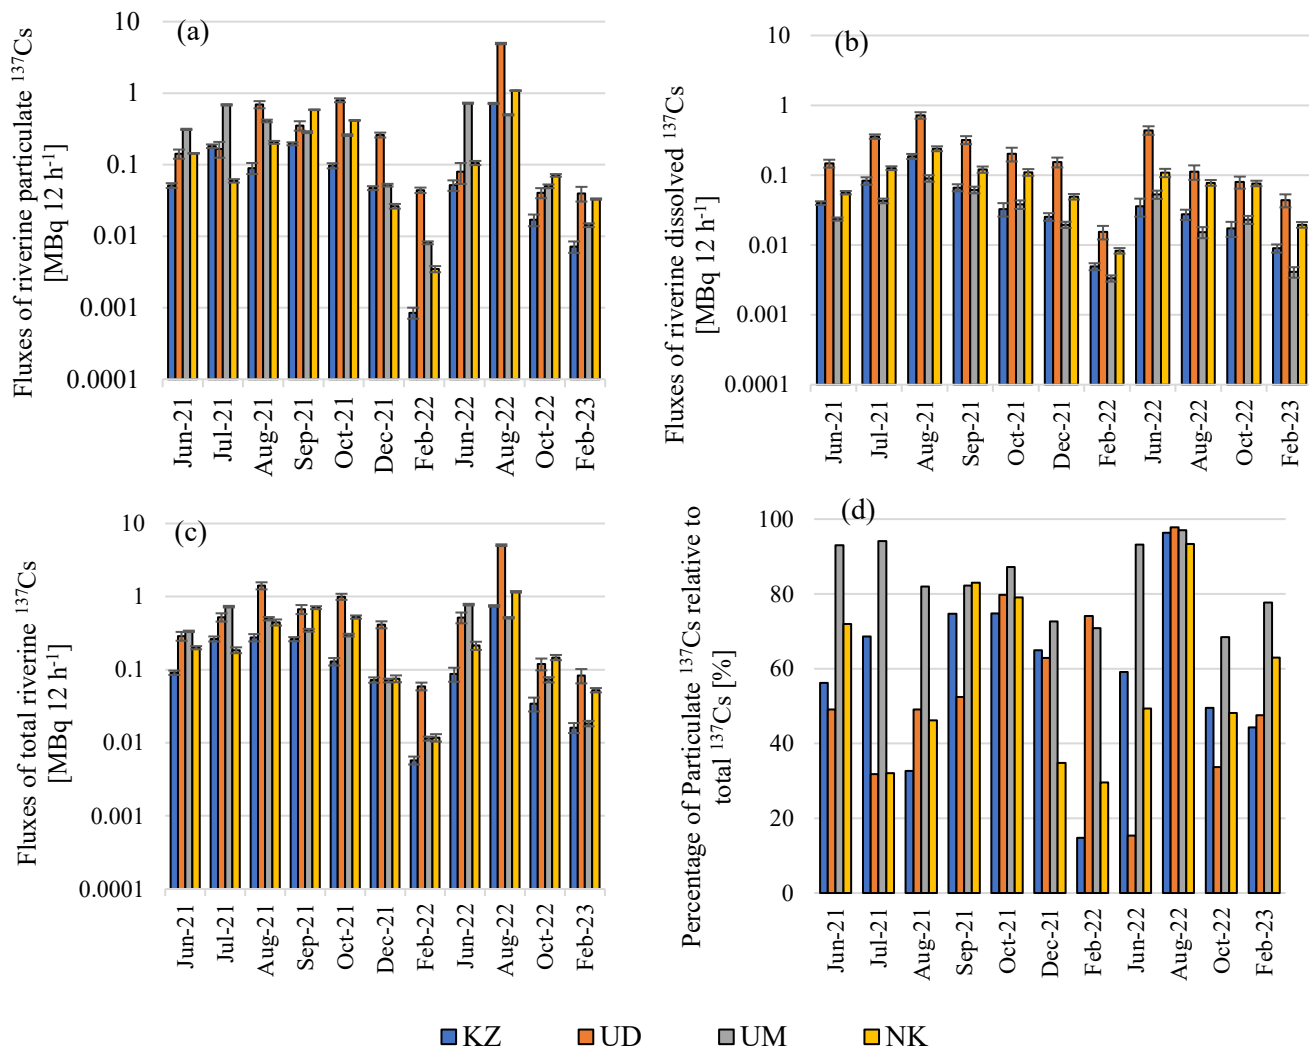 (a)
Fluxes of riverine particulate ¹³⁷Cs
[MBq 12 h⁻¹]
10
1
0.1
0.01
0.001
0.0001
Jun-21
Jul-21
Aug-21
Sep-21
Oct-21
Dec-21
Feb-22
Jun-22
Aug-22
Oct-22
Feb-23
(b)
Fluxes of riverine dissolved ¹³⁷Cs
[MBq 12 h⁻¹]
10
1
0.1
0.01
0.001
0.0001
Jun-21
Jul-21
Aug-21
Sep-21
Oct-21
Dec-21
Feb-22
Jun-22
Aug-22
Oct-22
Feb-23
(c)
Fluxes of total riverine ¹³⁷Cs
[MBq 12 h⁻¹]
10
1
0.1
0.01
0.001
0.0001
Jun-21
Jul-21
Aug-21
Sep-21
Oct-21
Dec-21
Feb-22
Jun-22
Aug-22
Oct-22
Feb-23
(d)
Percentage of Particulate ¹³⁷Cs relative to
total ¹³⁷Cs [%]
100
80
60
40
20
0
Jun-21
Jul-21
Aug-21
Sep-21
Oct-21
Dec-21
Feb-22
Jun-22
Aug-22
Oct-22
Feb-23
KZ UD UM NK